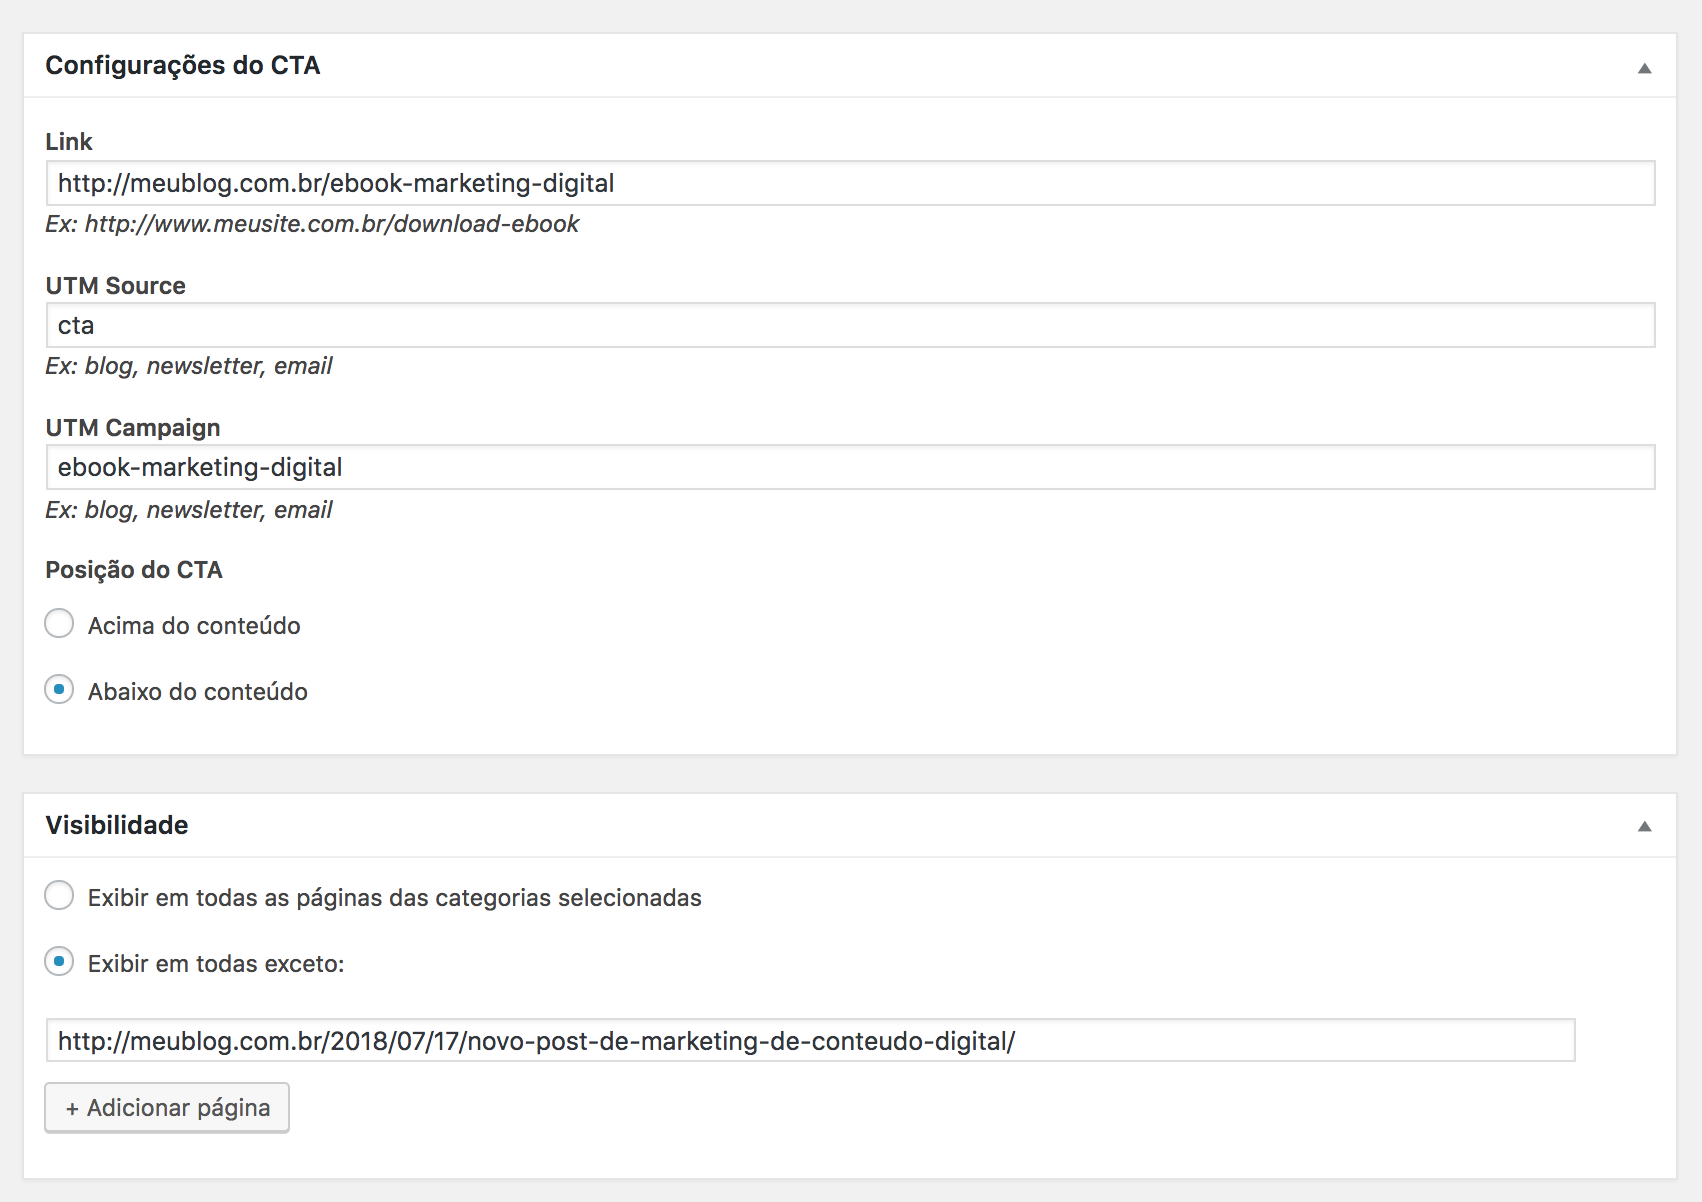 Configurações do CTA
Link
http://meublog.com.br/ebook-marketing-digital
Ex: http://www.meusite.com.br/download-ebook
UTM Source
cta
Ex: blog, newsletter, email
UTM Campaign
ebook-marketing-digital
Ex: blog, newsletter, email
Posição do CTA
Acima do conteúdo
Abaixo do conteúdo
Visibilidade
Exibir em todas as páginas das categorias selecionadas
Exibir em todas exceto:
http://meublog.com.br/2018/07/17/novo-post-de-marketing-de-conteudo-digital/
+ Adicionar página